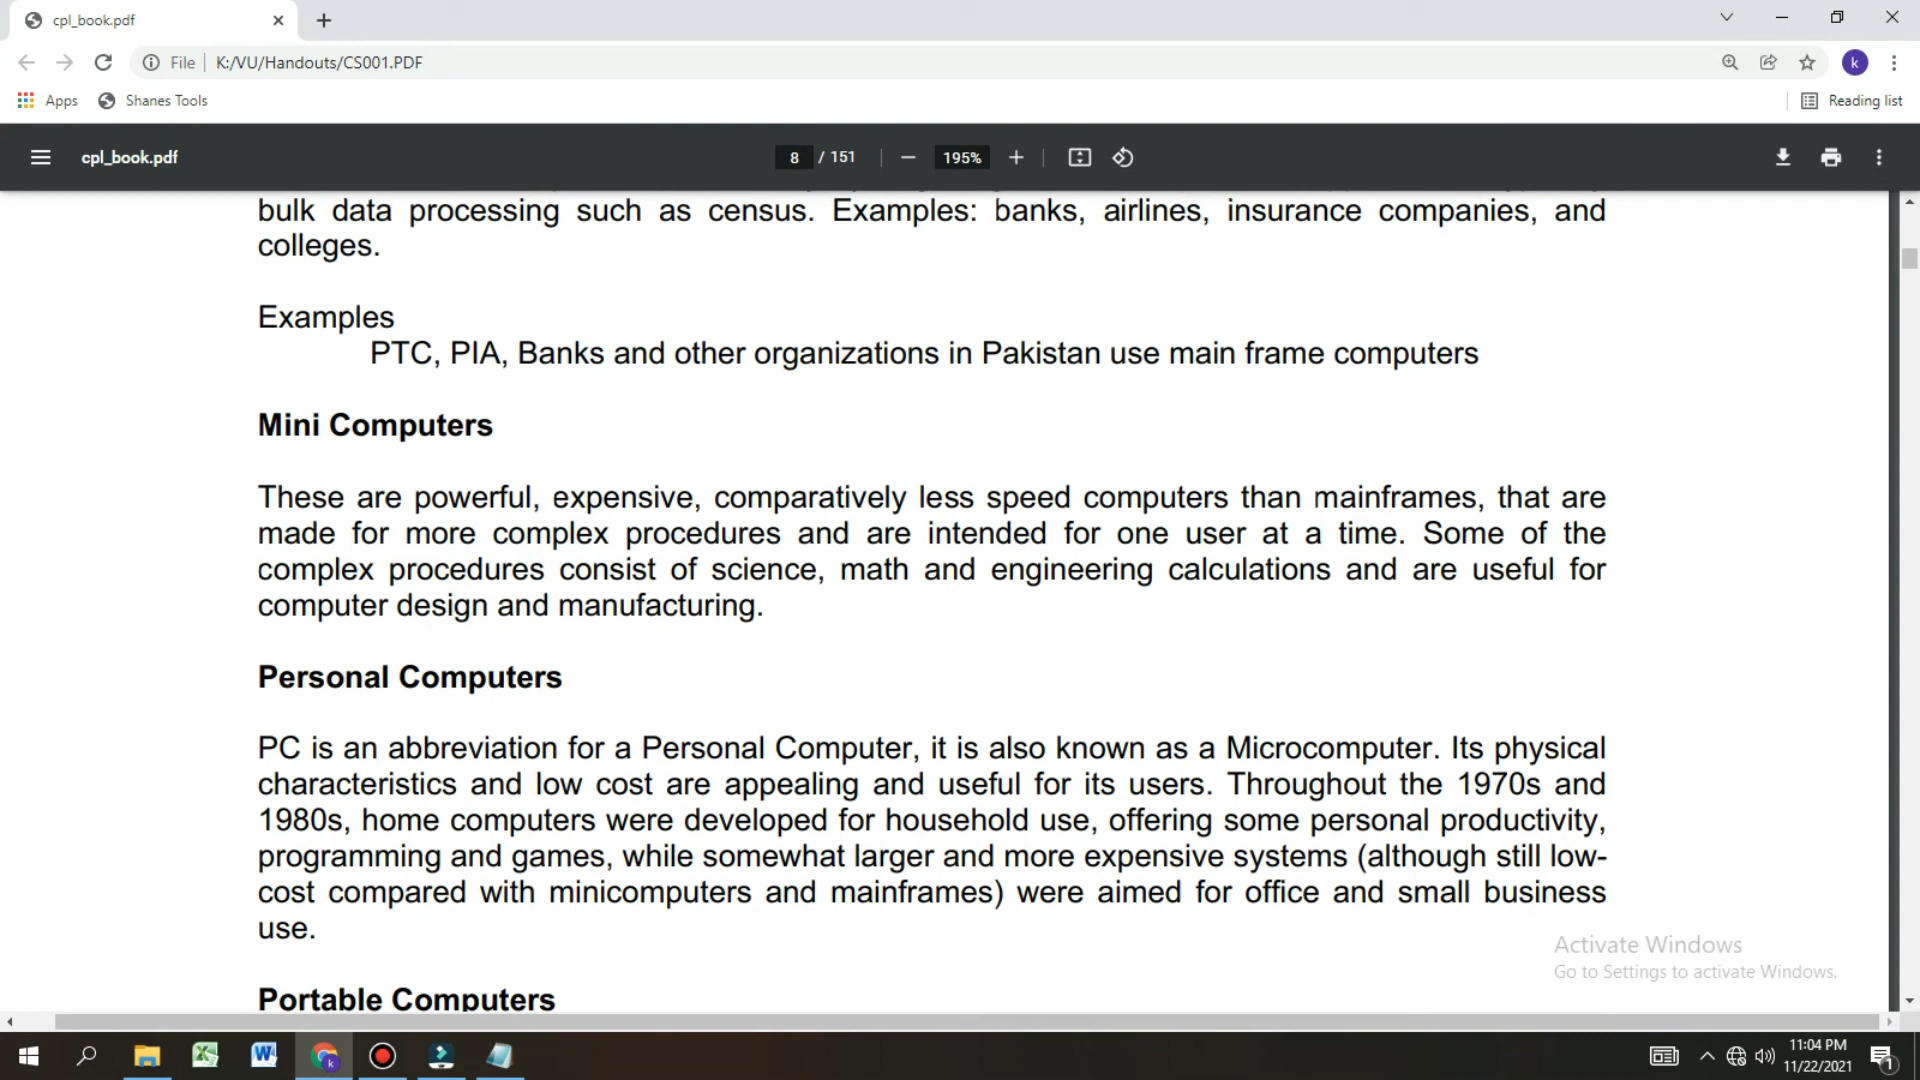 cpl_book.pdf
File
K:/VU/Handouts/CS001.PDF
k
Apps
Shanes Tools
Reading list
cpl_book.pdf
8 / 151
195%
bulk data processing such as census. Examples: banks, airlines, insurance companies, and
colleges.
Examples
PTC, PIA, Banks and other organizations in Pakistan use main frame computers
Mini Computers
These are powerful, expensive, comparatively less speed computers than mainframes, that are
made for more complex procedures and are intended for one user at a time. Some of the
complex procedures consist of science, math and engineering calculations and are useful for
computer design and manufacturing.
Personal Computers
PC is an abbreviation for a Personal Computer, it is also known as a Microcomputer. Its physical
characteristics and low cost are appealing and useful for its users. Throughout the 1970s and
1980s, home computers were developed for household use, offering some personal productivity,
programming and games, while somewhat larger and more expensive systems (although still low-
cost compared with minicomputers and mainframes) were aimed for office and small business
use.
Activate Windows
Go to Settings to activate Windows.
Portable Computers
11:04 PM
11/22/2021
1